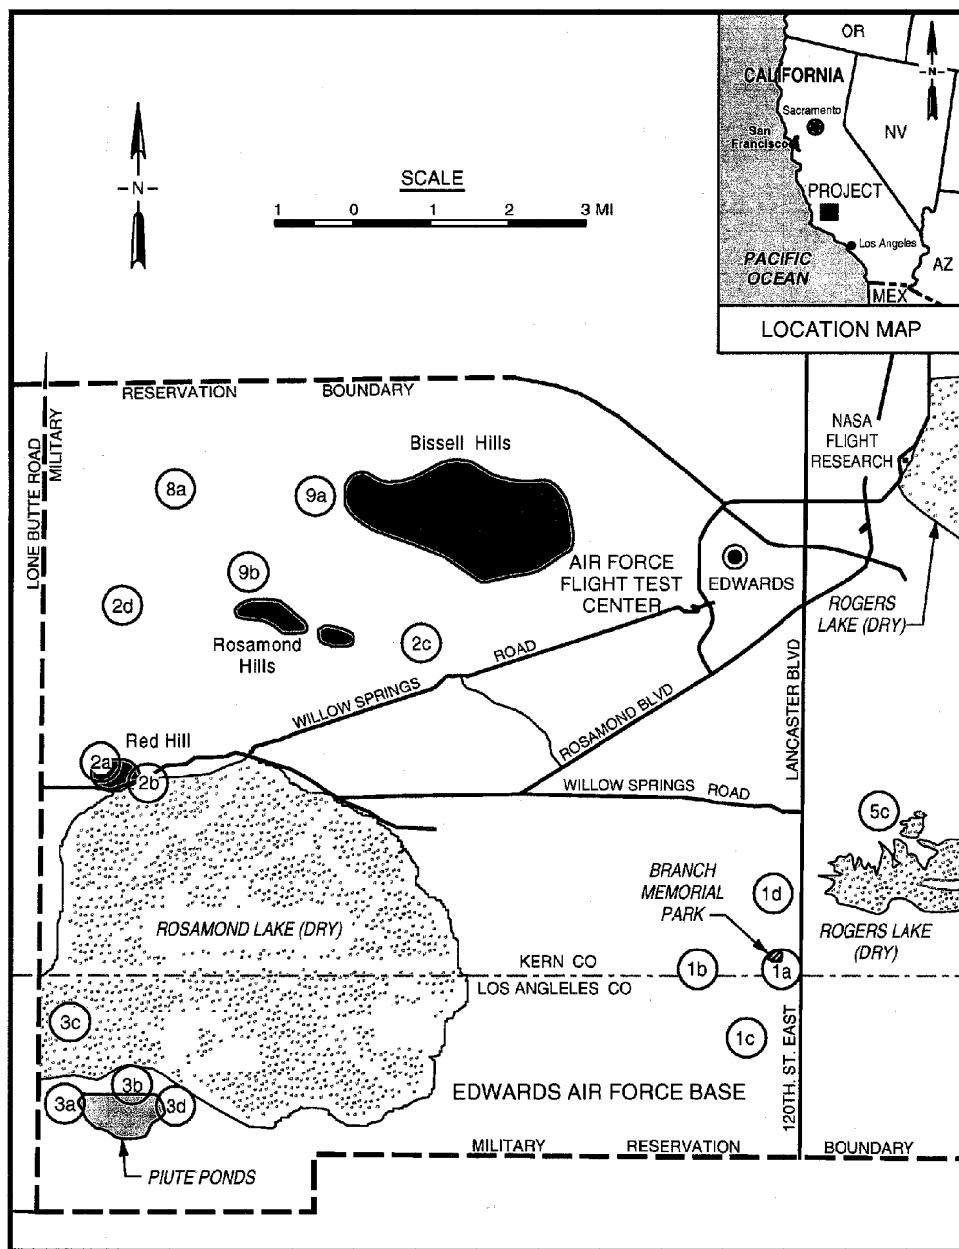 OR
N
CALIFORNIA
Sacramento
San
Francisco
NV
PROJECT
Los Angeles
AZ
PACIFIC
OCEAN
MEX
LOCATION MAP
N
SCALE
1 0 1 2 3 MI
RESERVATION BOUNDARY
LONE BUTTE ROAD
MILITARY
Bissell Hills
NASA
FLIGHT
RESEARCH
8a
9a
9b
AIR FORCE
FLIGHT TEST
CENTER
EDWARDS
2d
ROGERS
LAKE (DRY)
Rosamond
Hills
2c
WILLOW SPRINGS ROAD
ROSAMOND BLVD
LANCASTER BLVD
Red Hill
2a
2b
WILLOW SPRINGS ROAD
5c
BRANCH
MEMORIAL
PARK
1d
ROSAMOND LAKE (DRY)
ROGERS LAKE
(DRY)
KERN CO
LOS ANGLELES CO
1b
1a
3c
1c
120TH. ST. EAST
3b
3a
3d
EDWARDS AIR FORCE BASE
MILITARY RESERVATION BOUNDARY
PIUTE PONDS